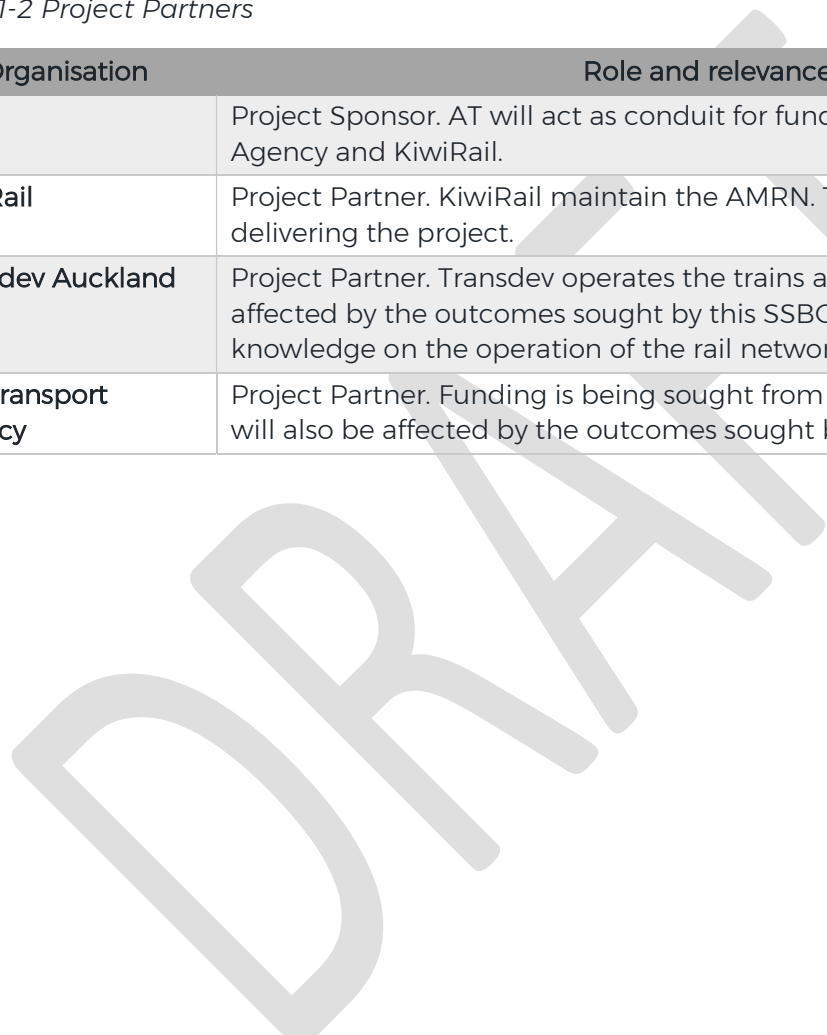 1-2 Project Partners
Organisation Role and relevance
Project Sponsor. AT will act as conduit for fund
Agency and KiwiRail.
Rail Project Partner. KiwiRail maintain the AMRN. T
delivering the project.
dev Auckland Project Partner. Transdev operates the trains a
affected by the outcomes sought by this SSBC
knowledge on the operation of the rail networ
ransport Project Partner. Funding is being sought from
cy will also be affected by the outcomes sought b
DRAFT